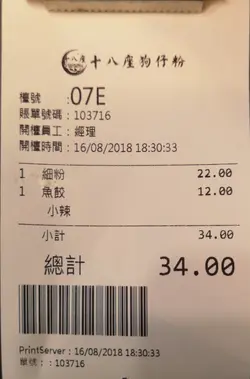 十八座狗仔粉
檯號 :07E
賬單號碼 : 103716
開檯員工 : 經理
開檯時間 : 16/08/2018 18:30:33
1 細粉 22.00
1 魚餃 12.00
小辣
小計 34.00
總計 34.00
PrintServer : 16/08/2018 18:30:33
單號 : :103716